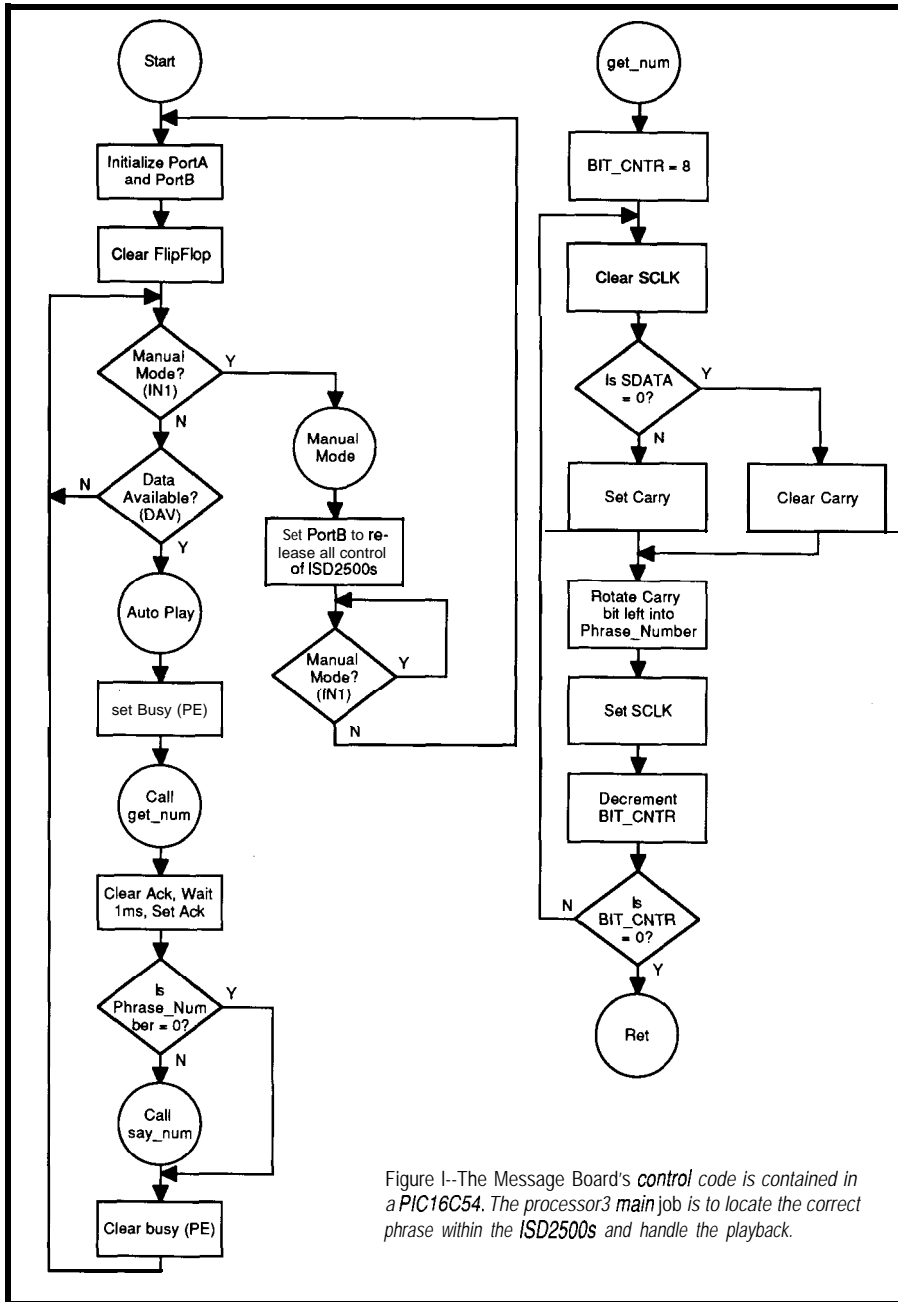 Start
Initialize PortA
and PortB
Clear FlipFlop
Manual
Mode?
(IN1)
Y
N
Data
Available?
(DAV)
N
Y
Auto Play
set Busy (PE)
Call
get_num
Clear Ack, Wait
1ms, Set Ack
Is
Phrase_Num
ber = 0?
Y
N
Call
say_num
Clear busy (PE)
Manual
Mode
Set PortB to re-
lease all control
of ISD2500s
Manual
Mode?
(IN1)
Y
N
get_num
BIT_CNTR = 8
Clear SCLK
Is SDATA
= 0?
Y
N
Set Carry
Clear Carry
Rotate Carry
bit left into
Phrase_Number
Set SCLK
Decrement
BIT_CNTR
Is
BIT_CNTR
= 0?
N
Y
Ret
Figure I--The Message Board's control code is contained in
a PIC16C54. The processor3 main job is to locate the correct
phrase within the ISD2500s and handle the playback.